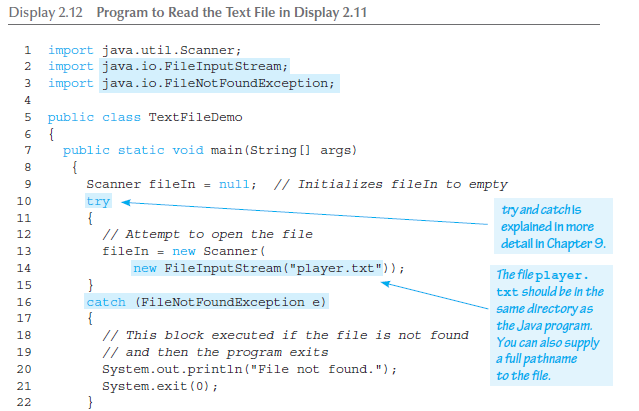 Display 2.12 Program to Read the Text File in Display 2.11
1 import java.util.Scanner;
2 import java.io.FileInputStream;
3 import java.io.FileNotFoundException;
4
5 public class TextFileDemo
6 {
7 public static void main(String[] args)
8 {
9 Scanner fileIn = null; // Initializes fileIn to empty
10 try
11 {
12 // Attempt to open the file
13 fileIn = new Scanner(
14 new FileInputStream("player.txt"));
15 }
16 catch (FileNotFoundException e)
17 {
18 // This block executed if the file is not found
19 // and then the program exits
20 System.out.println("File not found.");
21 System.exit(0);
22 }
try and catch is
explained in more
detail in Chapter 9.
The file player.
txt should be in the
same directory as
the Java program.
You can also supply
a full pathname
to the file.